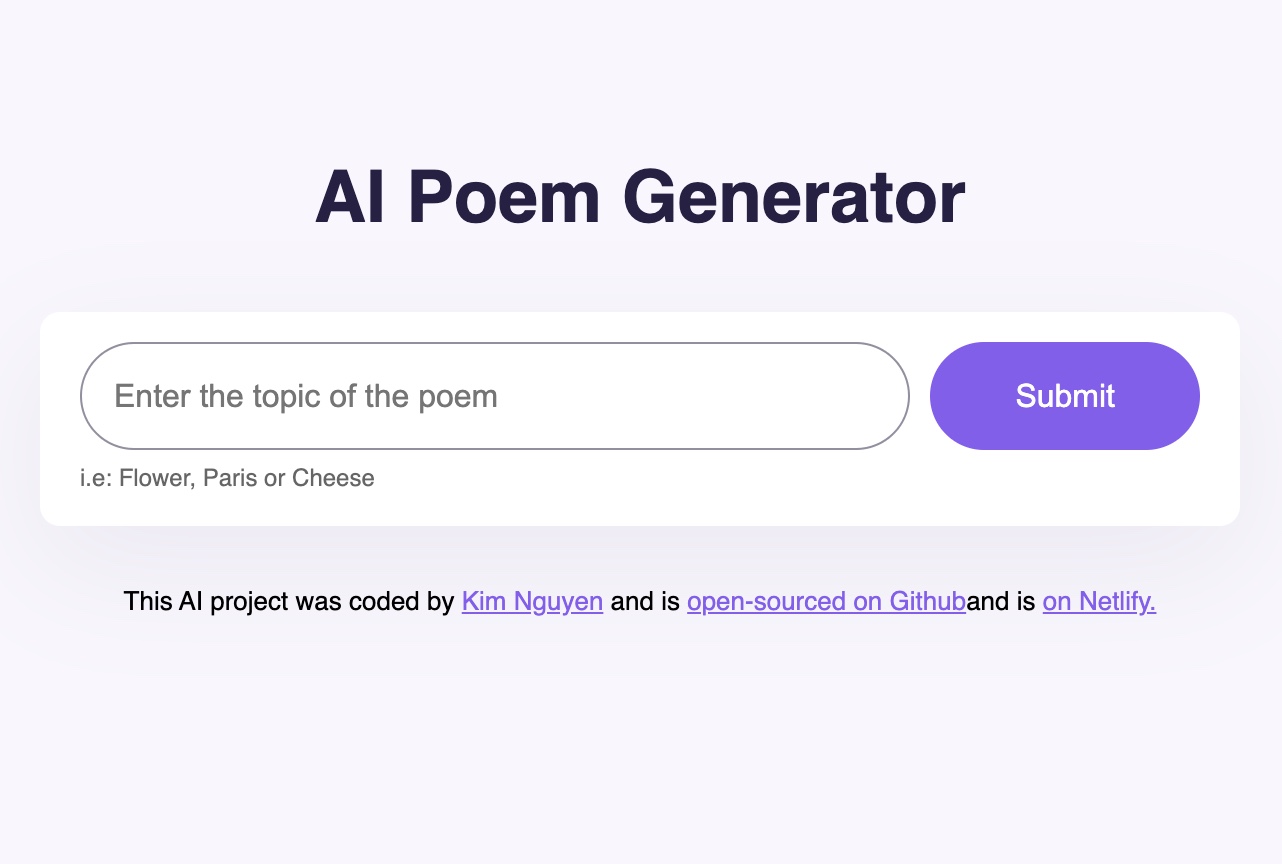 AI Poem Generator
Enter the topic of the poem
Submit
i.e: Flower, Paris or Cheese
This AI project was coded by Kim Nguyen and is open-sourced on Githuband is on Netlify.